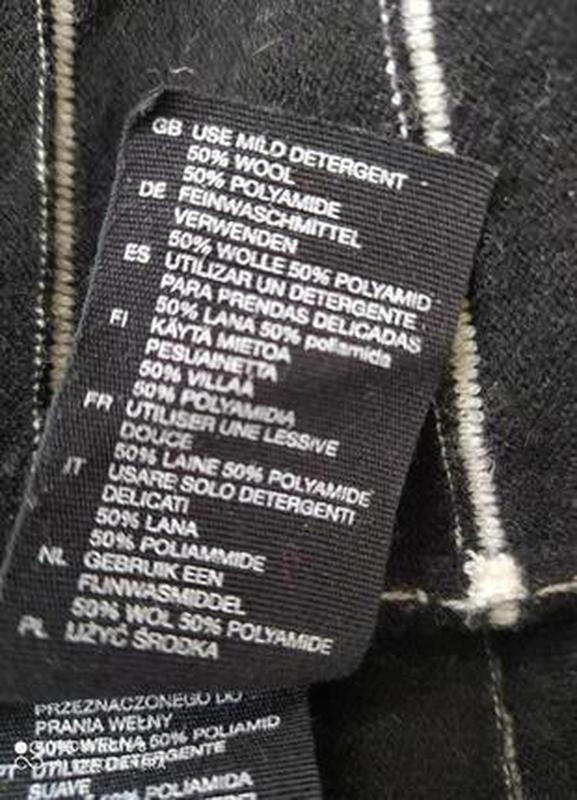 GB USE MILD DETERGENT
50% WOOL
50% POLYAMIDE
DE FEINWASCHMITTEL
VERWENDEN
50% WOLLE 50% POLYAMID
ES UTILIZAR UN DETERGENTE
PARA PRENDAS DELICADAS
50% LANA 50% poliamida
FI KÄYTÄ MIETOA
PESUAINETTA
50% VILLAA
50% POLYAMIDIA
FR UTILISER UNE LESSIVE
DOUCE
50% LAINE 50% POLYAMIDE
IT USARE SOLO DETERGENTI
DELICATI
50% LANA
50% POLIAMMIDE
NL GEBRUIK EEN
FIJNWASMIDDEL
50% WOL 50% POLYAMIDE
PL UŻYĆ ŚRODKA
PRZEZNACZONEGO DO
PRANIA WEŁNY
50% WEŁNA 50% POLIAMID
PT UTILIZE DETERGENTE
SUAVE
50% POLIAMIDA